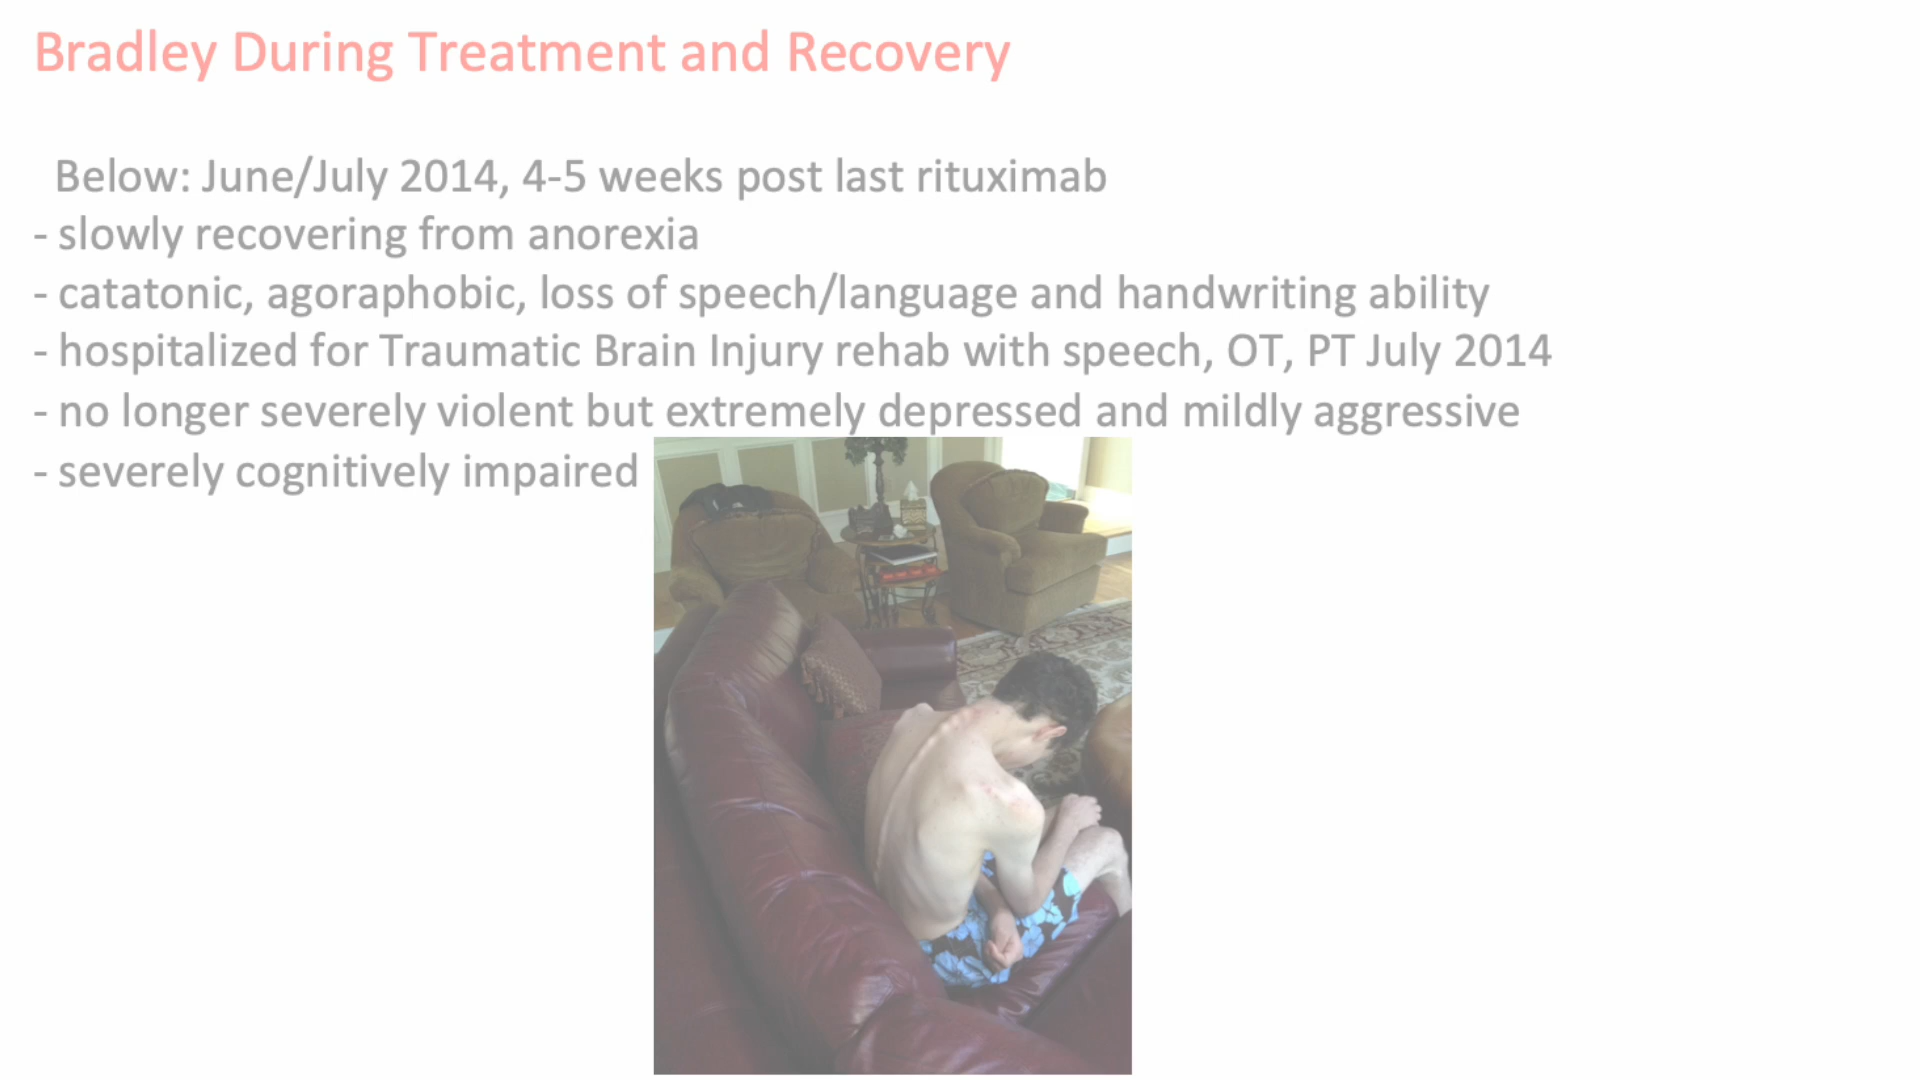 Bradley During Treatment and Recovery
Below: June/July 2014, 4-5 weeks post last rituximab
- slowly recovering from anorexia
- catatonic, agoraphobic, loss of speech/language and handwriting ability
- hospitalized for Traumatic Brain Injury rehab with speech, OT, PT July 2014
- no longer severely violent but extremely depressed and mildly aggressive
- severely cognitively impaired